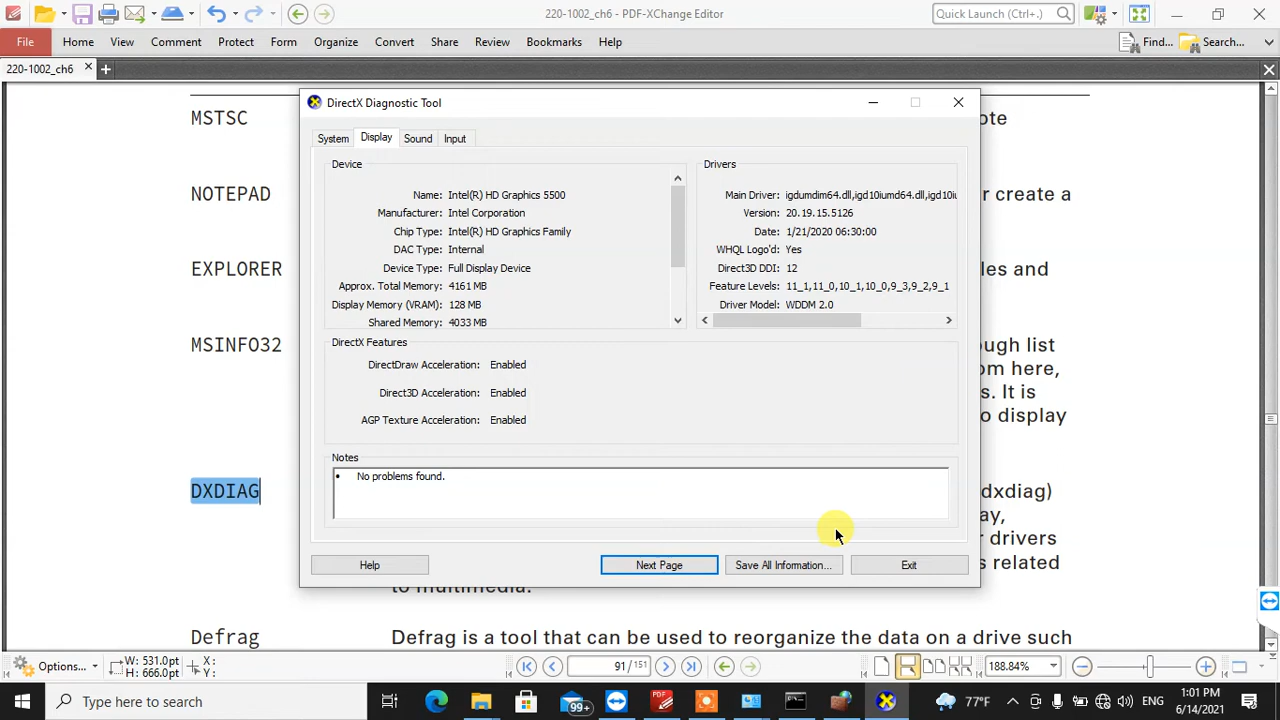 220-1002_ch6 - PDF-XChange Editor
Quick Launch (Ctrl+.)
File Home View Comment Protect Form Organize Convert Share Review Bookmarks Help
Find... Search...
220-1002_ch6
MSTSC
ote
NOTEPAD
r create a
EXPLORER
les and
MSINFO32
ough list
om here,
s. It is
o display
DXDIAG
dxdiag)
ay,
r drivers
s related
to multimedia.
Defrag
Defrag is a tool that can be used to reorganize the data on a drive such
DirectX Diagnostic Tool
System Display Sound Input
Device
Name: Intel(R) HD Graphics 5500
Manufacturer: Intel Corporation
Chip Type: Intel(R) HD Graphics Family
DAC Type: Internal
Device Type: Full Display Device
Approx. Total Memory: 4161 MB
Display Memory (VRAM): 128 MB
Shared Memory: 4033 MB
Drivers
Main Driver: igdumdim64.dll,igd10iumd64.dll,igd10iu
Version: 20.19.15.5126
Date: 1/21/2020 06:30:00
WHQL Logo'd: Yes
Direct3D DDI: 12
Feature Levels: 11_1,11_0,10_1,10_0,9_3,9_2,9_1
Driver Model: WDDM 2.0
DirectX Features
DirectDraw Acceleration: Enabled
Direct3D Acceleration: Enabled
AGP Texture Acceleration: Enabled
Notes
• No problems found.
Help Next Page Save All Information... Exit
Options... W: 531.0pt X:
H: 666.0pt Y:
91 / 151
188.84%
Type here to search
99+
77°F
ENG
1:01 PM
6/14/2021